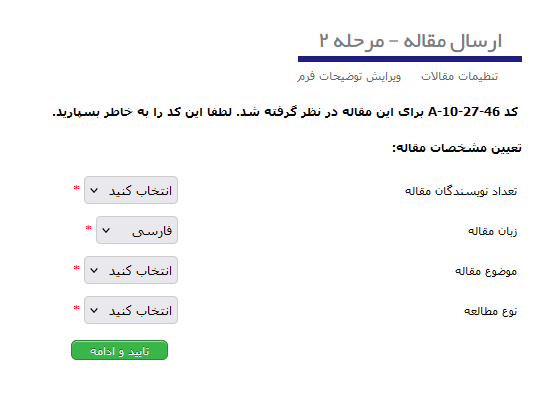 ارسال مقاله - مرحله ۲
تنظیمات مقالات ویرایش توضیحات فرم
کد A-10-27-46 برای این مقاله در نظر گرفته شد. لطفا این کد را به خاطر بسپارید.
تعیین مشخصات مقاله:
تعداد نویسندگان مقاله انتخاب کنید *
زبان مقاله فارسی *
موضوع مقاله انتخاب کنید *
نوع مطالعه انتخاب کنید *
تایید و ادامه